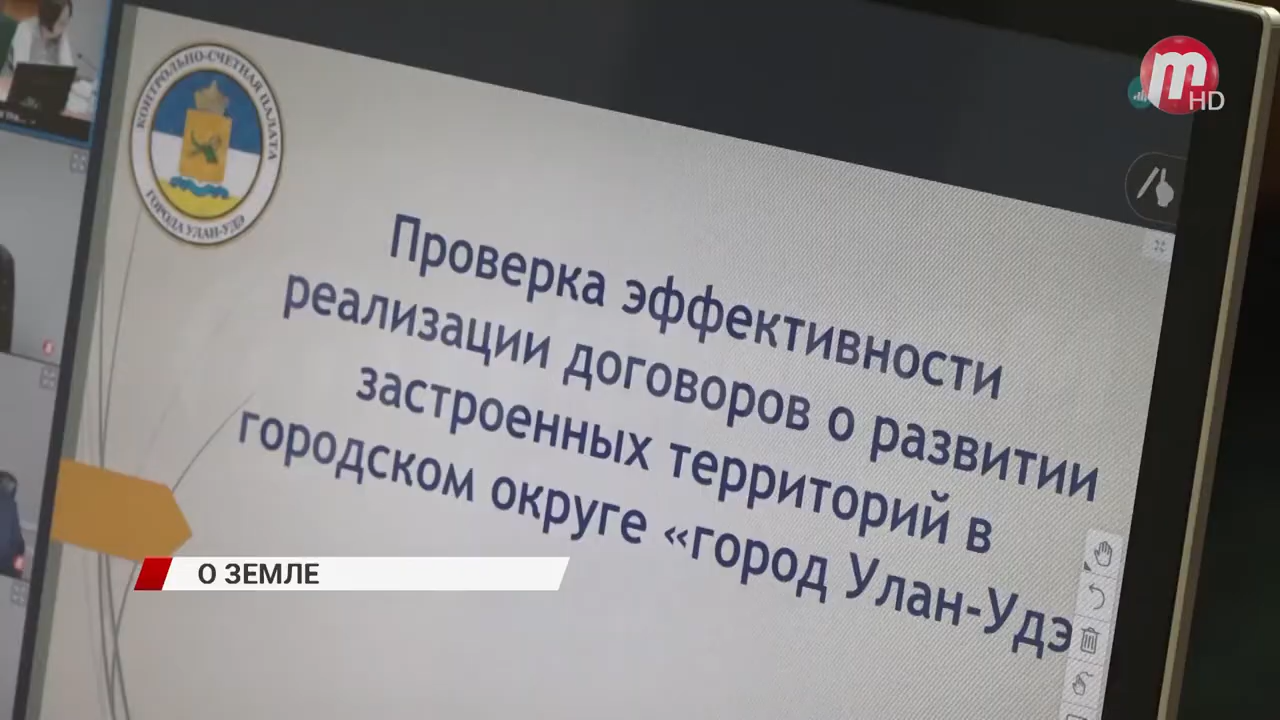 КОНТРОЛЬНО-СЧЕТНАЯ ПАЛАТА
ГОРОДА УЛАН-УДЭ
m HD
Проверка эффективности
реализации договоров о развитии
застроенных территорий в
городском округе «город Улан-Удэ
О ЗЕМЛЕ